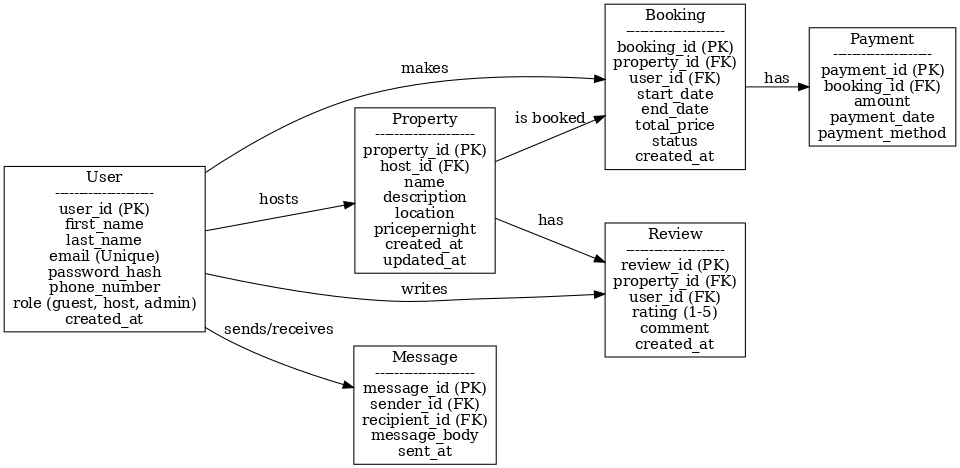 User
---------------------
user_id (PK)
first_name
last_name
email (Unique)
password_hash
phone_number
role (guest, host, admin)
created_at
makes
hosts
writes
sends/receives
Property
---------------------
property_id (PK)
host_id (FK)
name
description
location
pricepernight
created_at
updated_at
is booked
has
Message
---------------------
message_id (PK)
sender_id (FK)
recipient_id (FK)
message_body
sent_at
Booking
---------------------
booking_id (PK)
property_id (FK)
user_id (FK)
start_date
end_date
total_price
status
created_at
has
Review
---------------------
review_id (PK)
property_id (FK)
user_id (FK)
rating (1-5)
comment
created_at
Payment
---------------------
payment_id (PK)
booking_id (FK)
amount
payment_date
payment_method